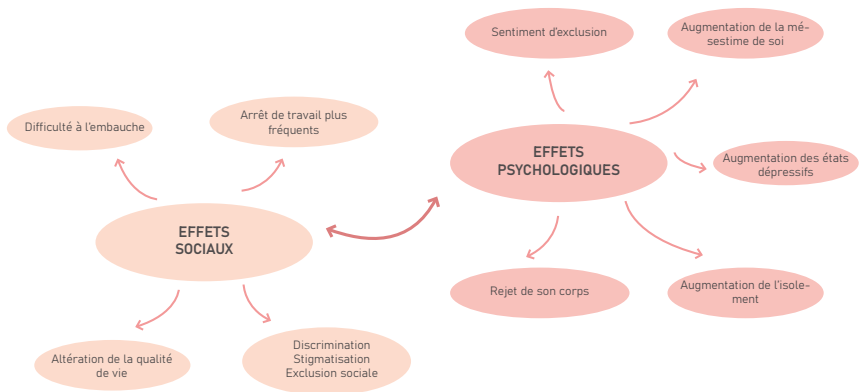 Sentiment d'exclusion
Augmentation de la mé-
sestime de soi
Difficulté à l'embauche
Arrêt de travail plus
fréquents
EFFETS
PSYCHOLOGIQUES
Augmentation des états
dépressifs
EFFETS
SOCIAUX
Rejet de son corps
Augmentation de l'isole-
ment
Altération de la qualité
de vie
Discrimination
Stigmatisation
Exclusion sociale